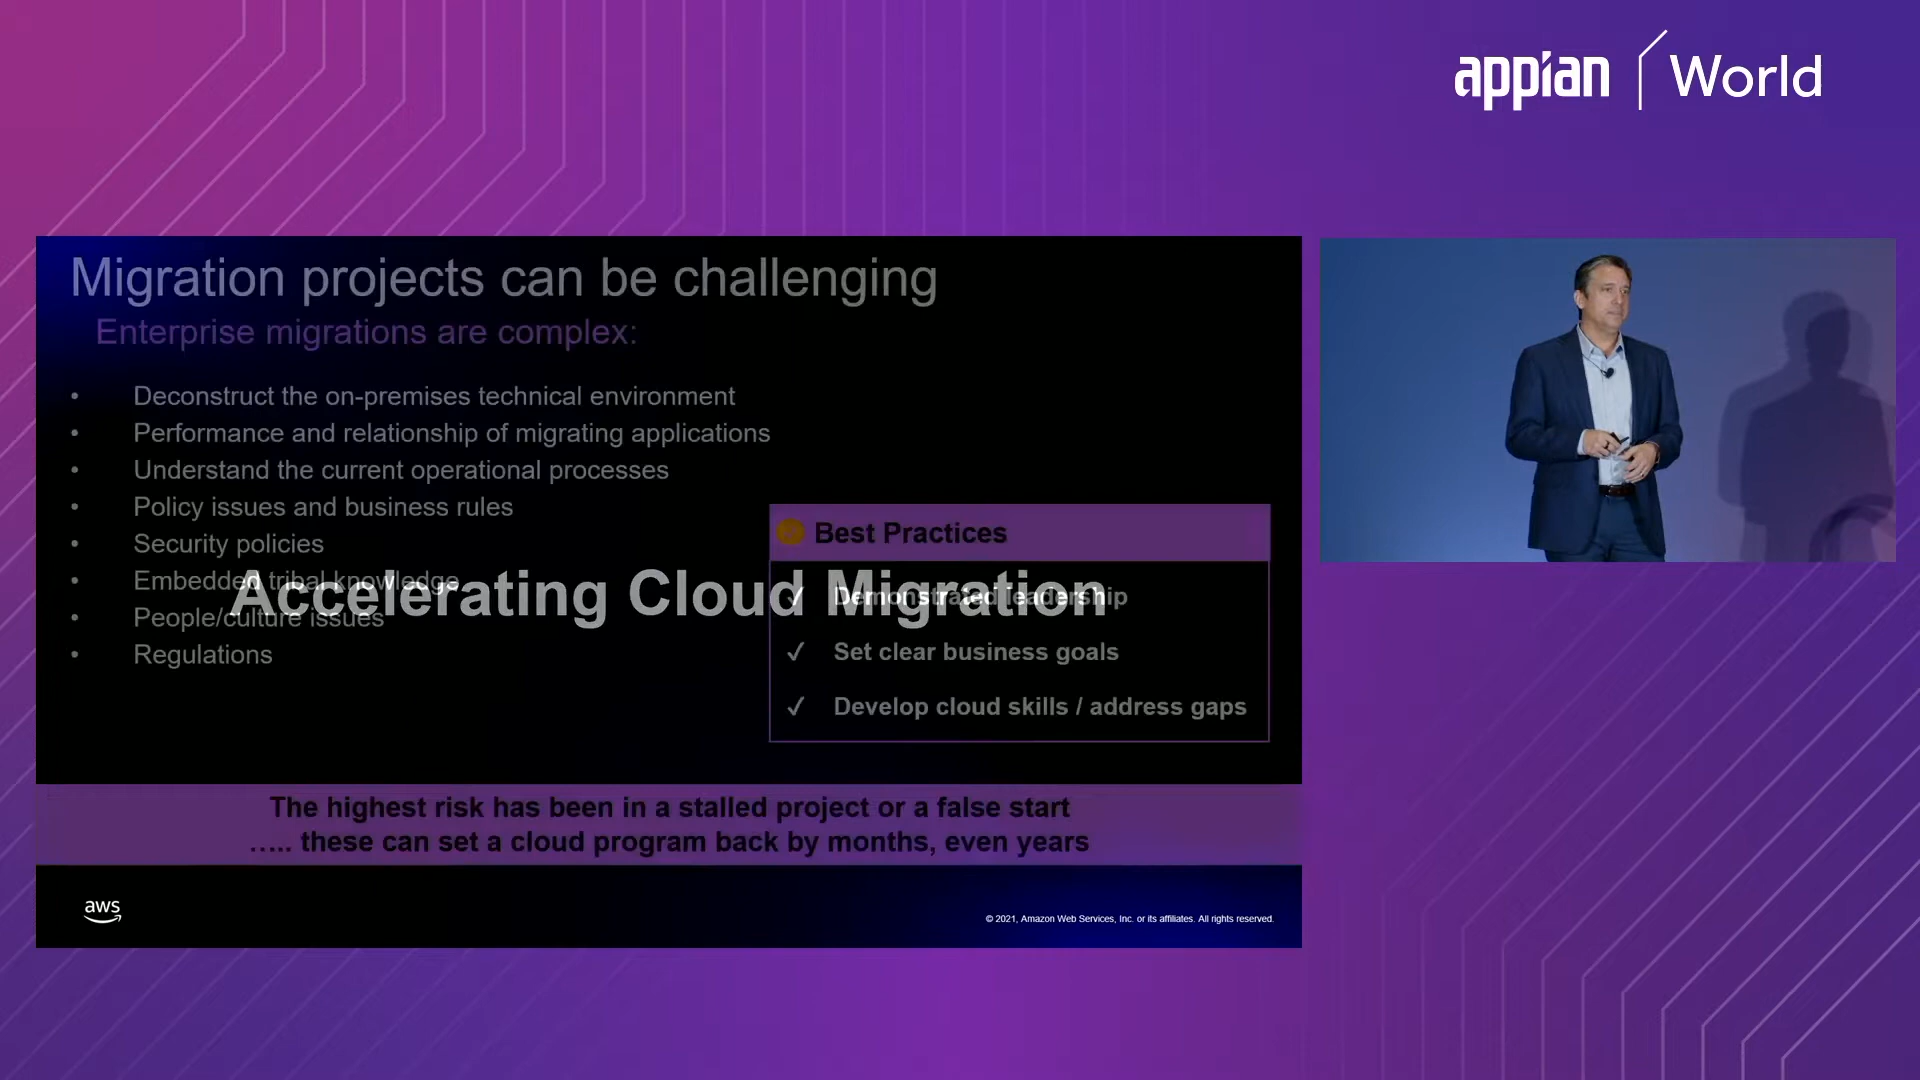 appian World
Migration projects can be challenging
Enterprise migrations are complex:
• Deconstruct the on-premises technical environment
• Performance and relationship of migrating applications
• Understand the current operational processes
• Policy issues and business rules
• Security policies
• Embedded tribal knowledge
• People/culture issues
• Regulations
Accelerating Cloud Migration
Best Practices
✓ Demonstrated leadership
✓ Set clear business goals
✓ Develop cloud skills / address gaps
The highest risk has been in a stalled project or a false start
….. these can set a cloud program back by months, even years
aws
© 2021, Amazon Web Services, Inc. or its affiliates. All rights reserved.